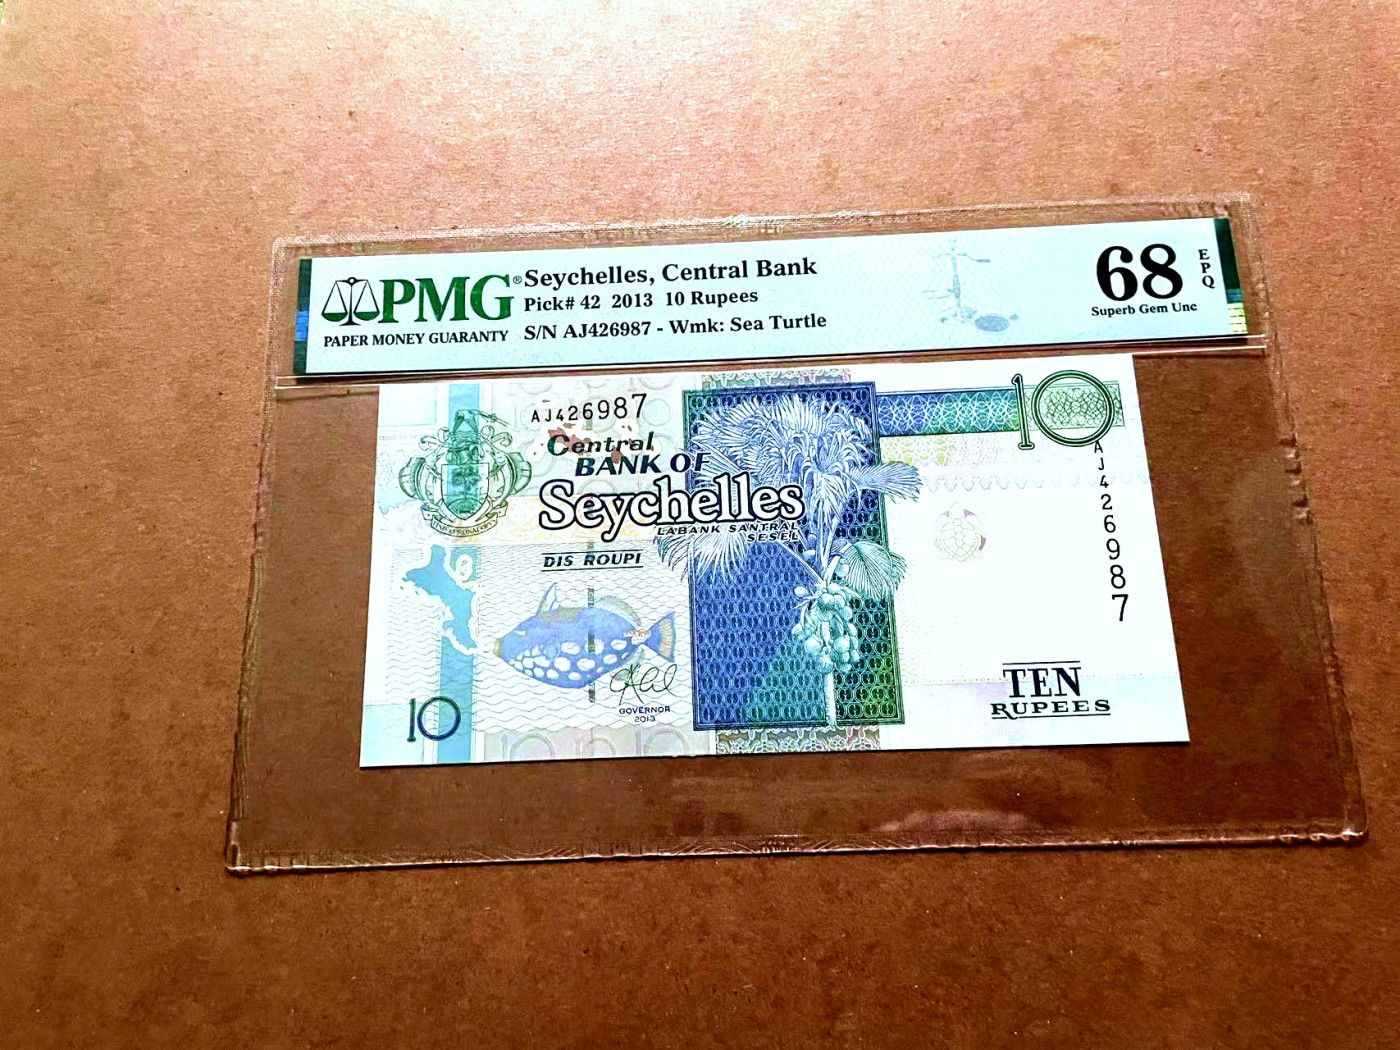 PMG®
PAPER MONEY GUARANTY
Seychelles, Central Bank
Pick# 42 2013 10 Rupees
S/N AJ426987 - Wmk: Sea Turtle
68
EPQ
Superb Gem Unc
AJ426987
Central
BANK OF
Seychelles
LABANK SANTRAL
SESEL
DIS ROUPI
10
AJ426987
GOVERNOR
2013
10
TEN
RUPEES